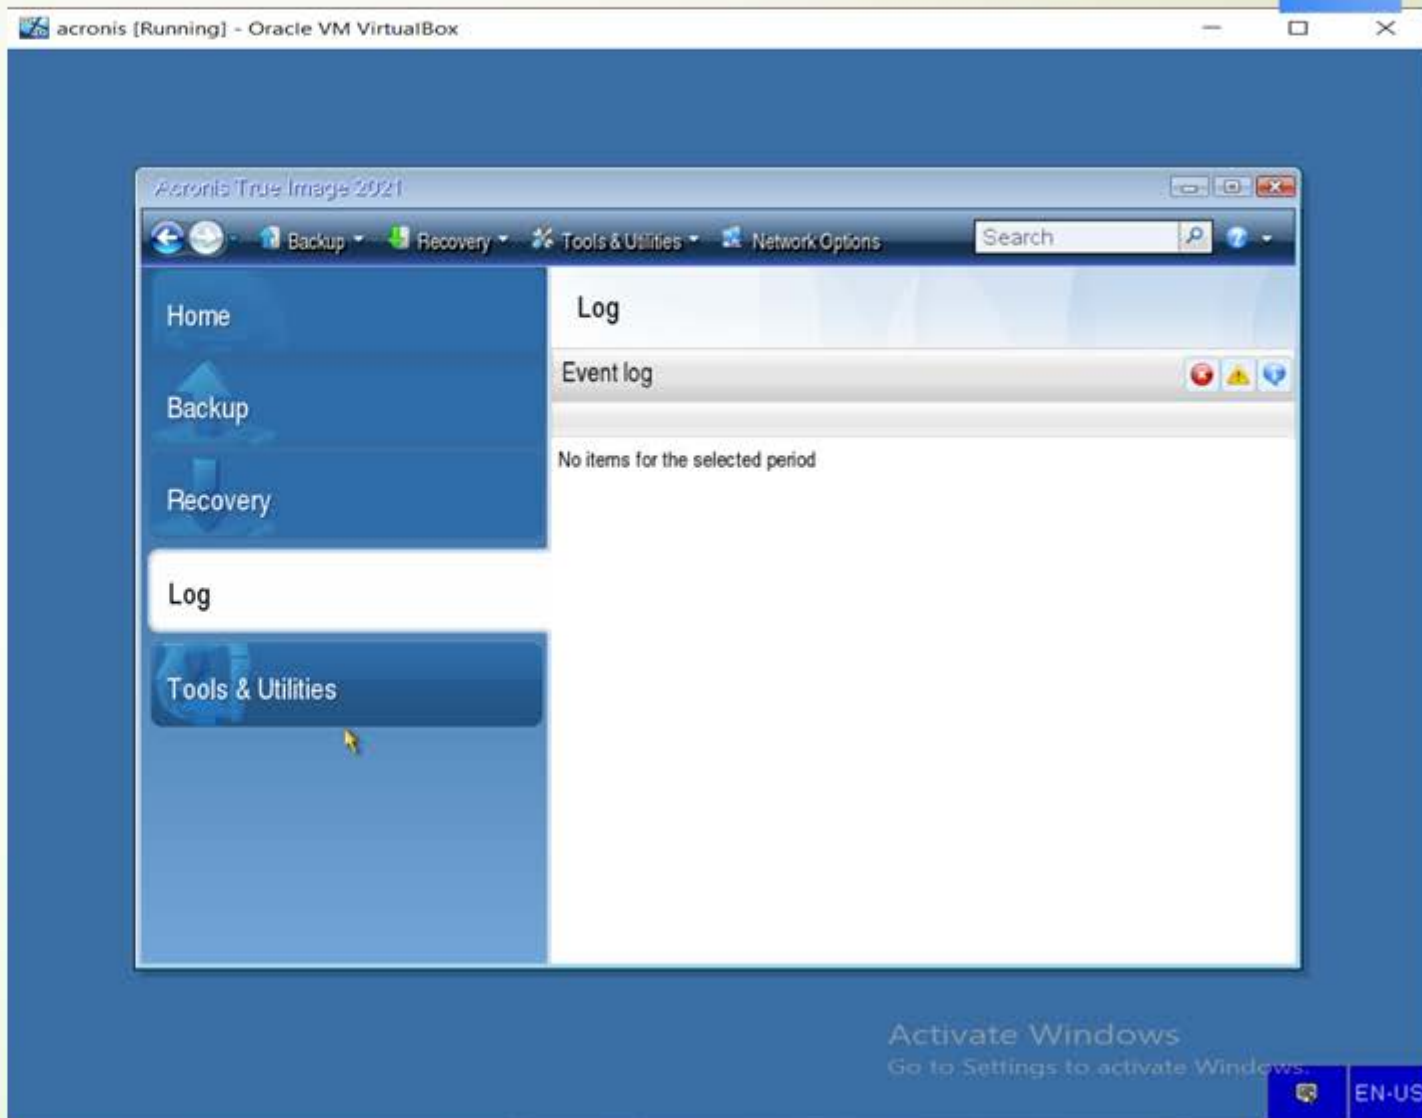 acronis [Running] - Oracle VM VirtualBox
Acronis True Image 2021
Backup Recovery Tools & Utilities Network Options Search
Home
Backup
Recovery
Log
Tools & Utilities
Log
Event log
No items for the selected period
Activate Windows
Go to Settings to activate Windows.
EN-US